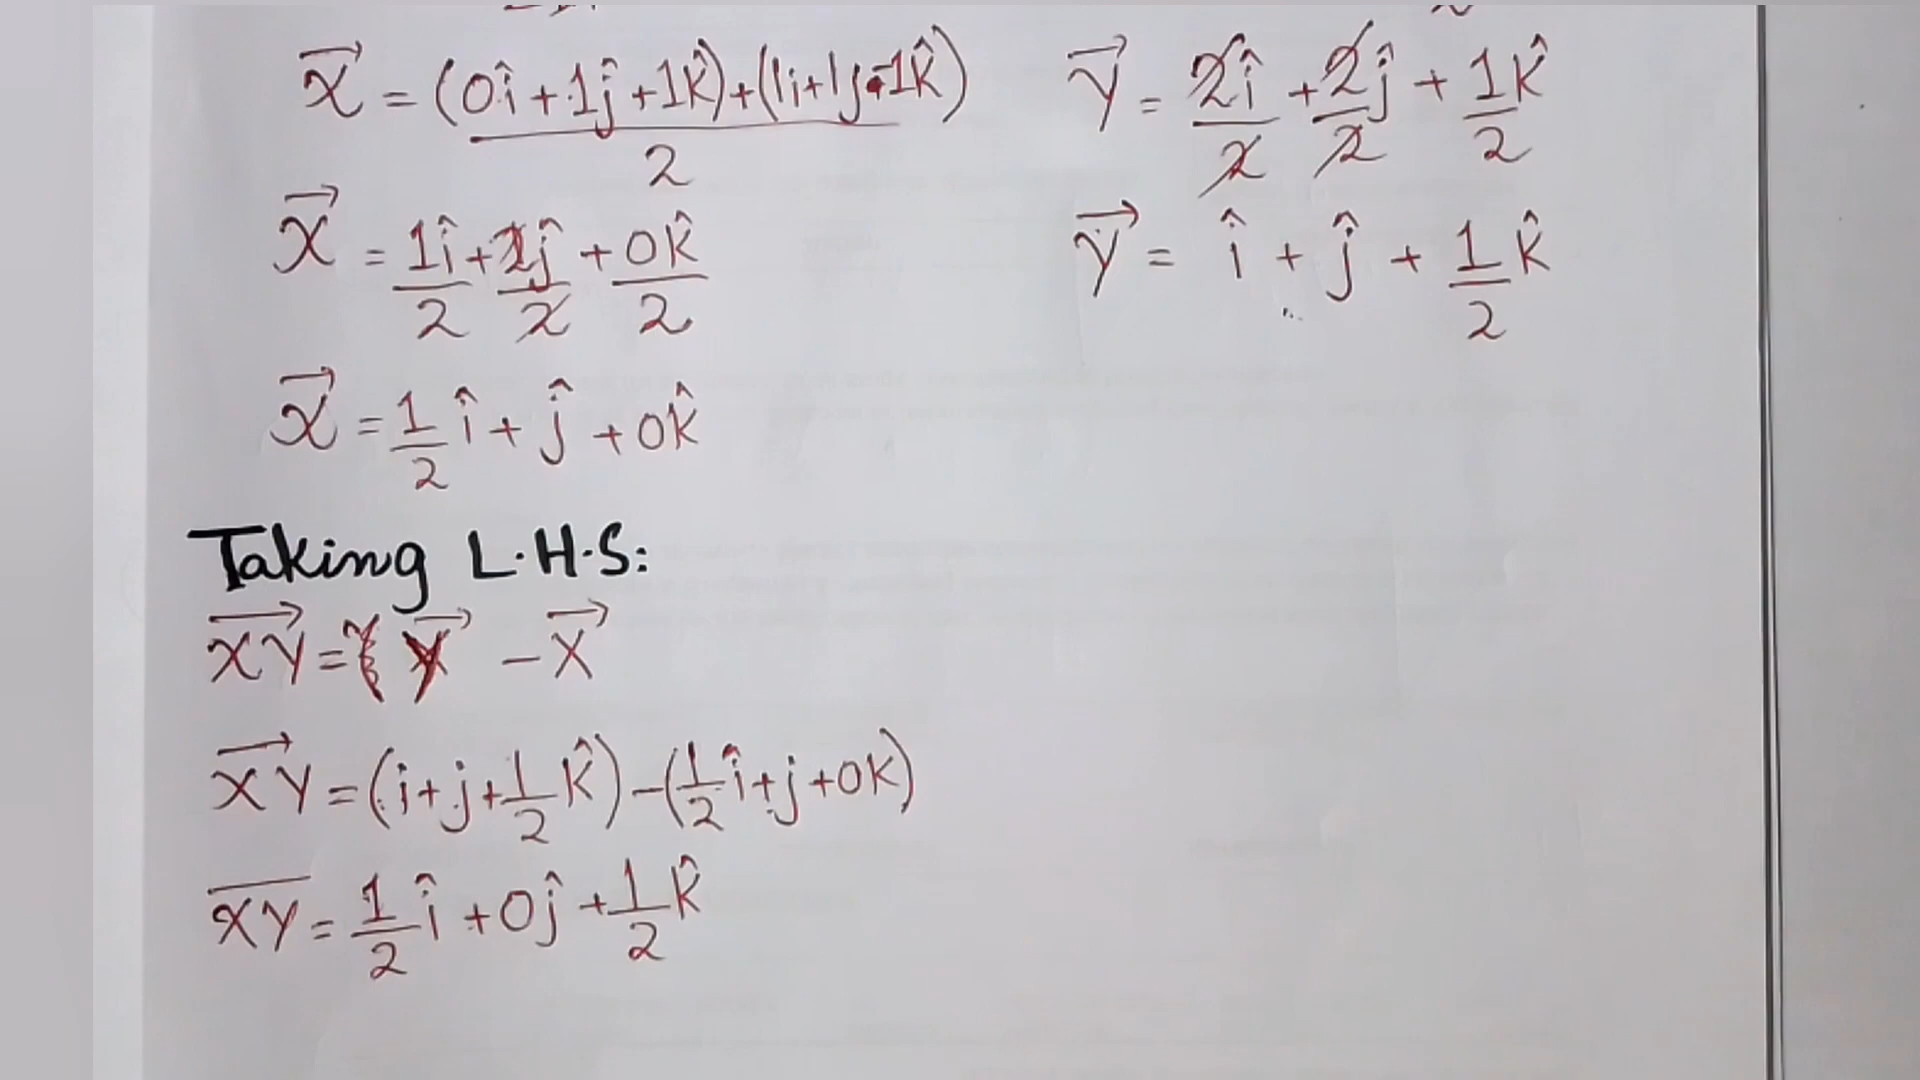 X⃗ = (0î + 1ĵ + 1k̂) + (1i + 1j - 1k̂) / 2
X⃗ = 1î/2 + 2ĵ/2 + 0k̂/2
X⃗ = 1/2 î + ĵ + 0k̂
Y⃗ = 2î/2 + 2ĵ/2 + 1k̂/2
Y⃗ = î + ĵ + 1/2 k̂
Taking L.H.S:
XY⃗ = Y⃗ - X⃗
XY⃗ = (i + j + 1/2 k̂) - (1/2 î + j + 0k)
XY = 1/2 î + 0ĵ + 1/2 k̂